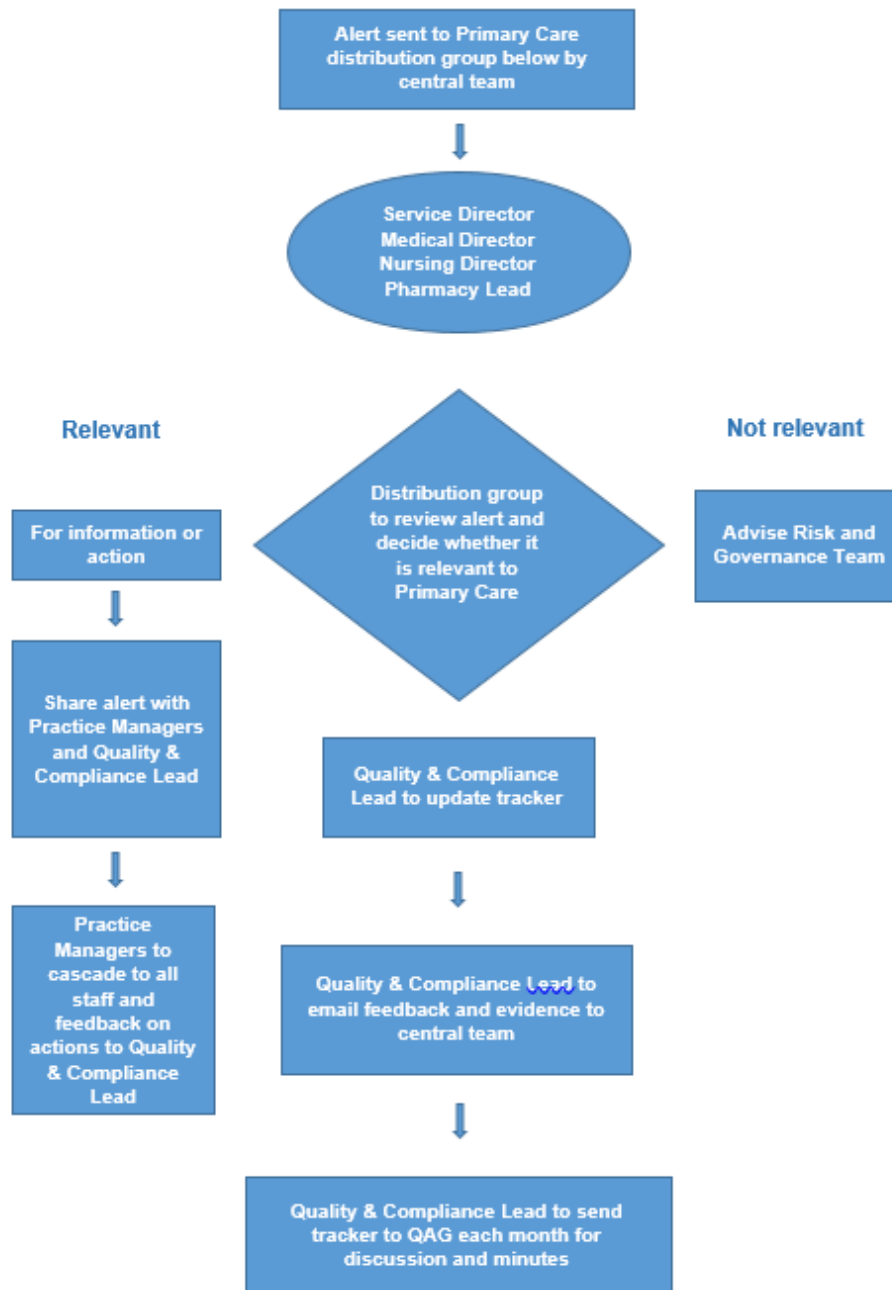 Alert sent to Primary Care
distribution group below by
central team
Service Director
Medical Director
Nursing Director
Pharmacy Lead
Relevant
Not relevant
Distribution group
to review alert and
decide whether it
is relevant to
Primary Care
For information or
action
Advise Risk and
Governance Team
Share alert with
Practice Managers
and Quality &
Compliance Lead
Quality & Compliance
Lead to update tracker
Practice
Managers to
cascade to all
staff and
feedback on
actions to Quality
& Compliance
Lead
Quality & Compliance Lead to
email feedback and evidence to
central team
Quality & Compliance Lead to send
tracker to QAG each month for
discussion and minutes